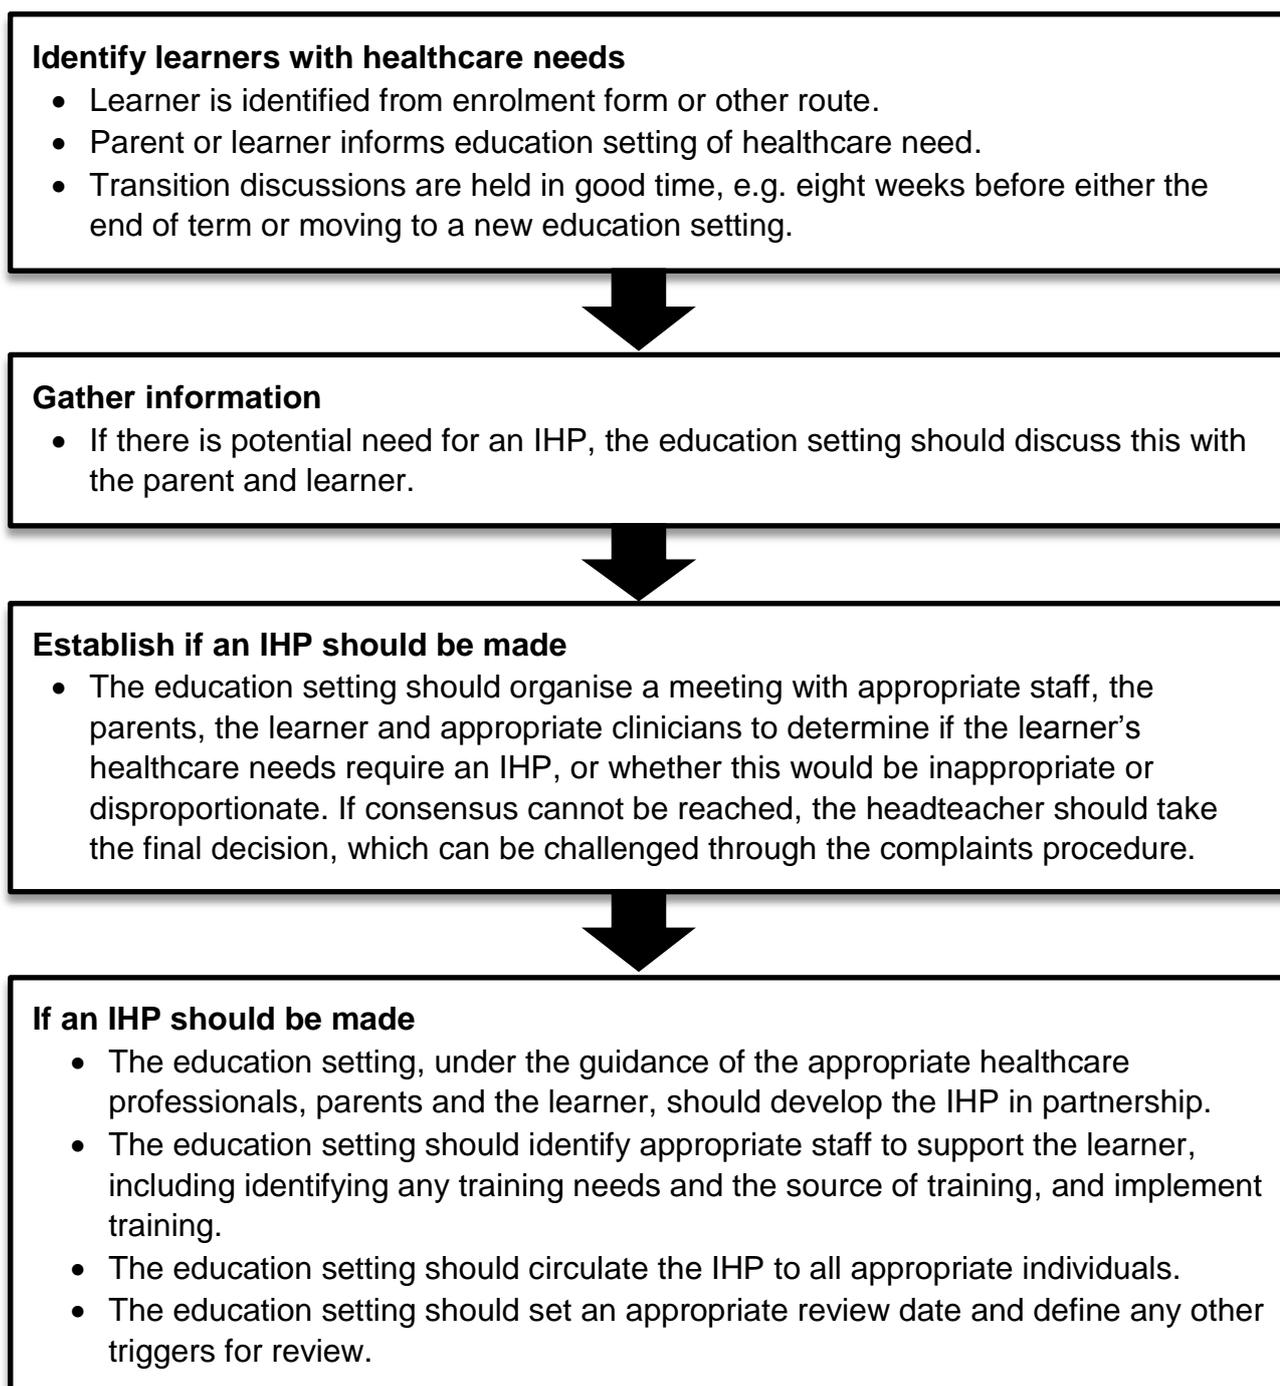 Identify learners with healthcare needs
• Learner is identified from enrolment form or other route.
• Parent or learner informs education setting of healthcare need.
• Transition discussions are held in good time, e.g. eight weeks before either the
end of term or moving to a new education setting.
Gather information
• If there is potential need for an IHP, the education setting should discuss this with
the parent and learner.
Establish if an IHP should be made
• The education setting should organise a meeting with appropriate staff, the
parents, the learner and appropriate clinicians to determine if the learner’s
healthcare needs require an IHP, or whether this would be inappropriate or
disproportionate. If consensus cannot be reached, the headteacher should take
the final decision, which can be challenged through the complaints procedure.
If an IHP should be made
• The education setting, under the guidance of the appropriate healthcare
professionals, parents and the learner, should develop the IHP in partnership.
• The education setting should identify appropriate staff to support the learner,
including identifying any training needs and the source of training, and implement
training.
• The education setting should circulate the IHP to all appropriate individuals.
• The education setting should set an appropriate review date and define any other
triggers for review.